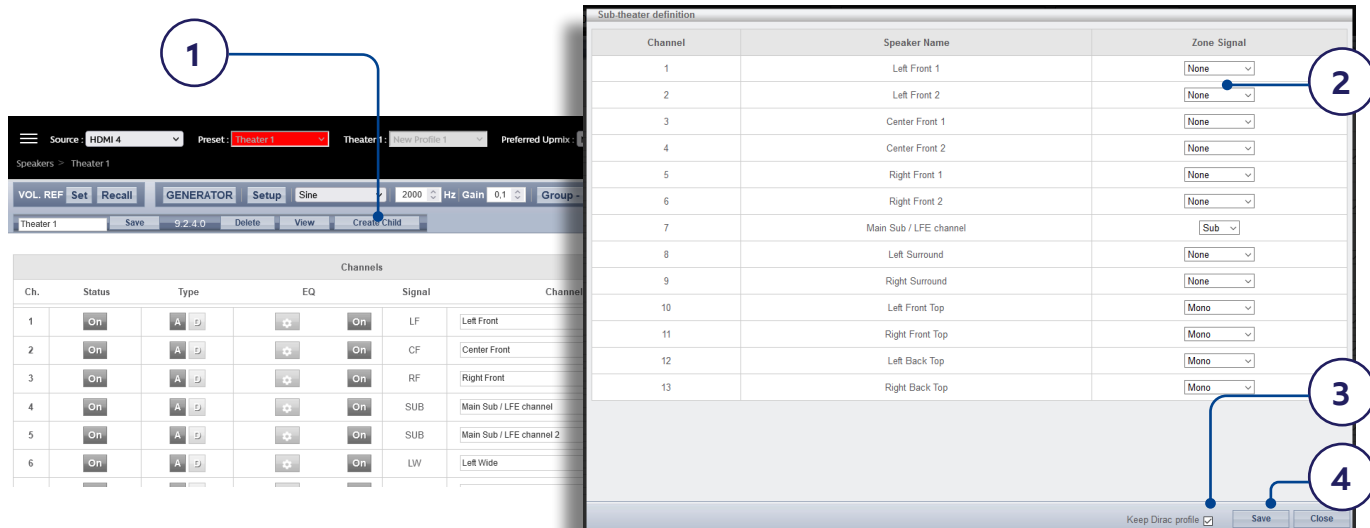 1
Source : HDMI 4 Preset : Theater 1 Theater 1 : New Profile 1 Preferred Upmix :
Speakers > Theater 1
VOL. REF Set Recall GENERATOR Setup Sine 2000 Hz Gain 0,1 Group -
Theater 1 Save 9.2.4.0 Delete View Create Child
Channels
Ch. Status Type EQ Signal Channel
1 On A D On LF Left Front
2 On A D On CF Center Front
3 On A D On RF Right Front
4 On A D On SUB Main Sub / LFE channel
5 On A D On SUB Main Sub / LFE channel 2
6 On A D On LW Left Wide
Sub-theater definition
Channel Speaker Name Zone Signal
1 Left Front 1 None
2
2 Left Front 2 None
3 Center Front 1 None
4 Center Front 2 None
5 Right Front 1 None
6 Right Front 2 None
7 Main Sub / LFE channel Sub
8 Left Surround None
9 Right Surround None
10 Left Front Top Mono
11 Right Front Top Mono
12 Left Back Top Mono
13 Right Back Top Mono
3
4
Keep Dirac profile Save Close